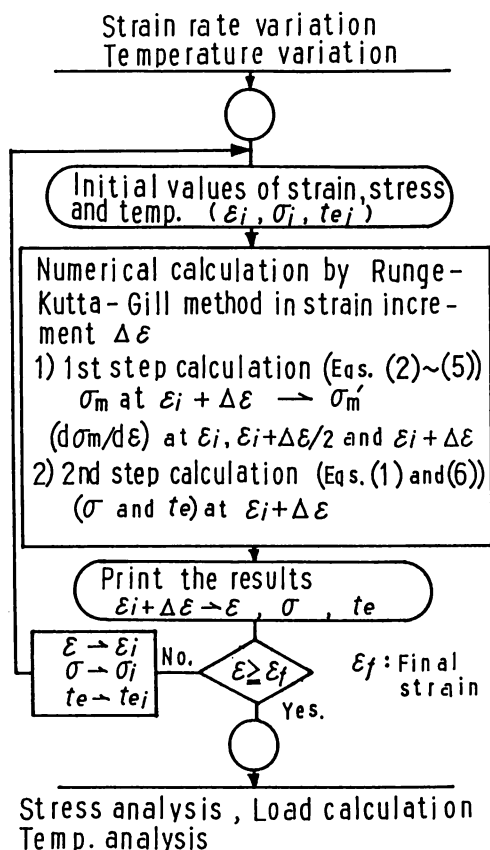 Strain rate variation
Temperature variation
Initial values of strain, stress
and temp. (εi, σi, tei)
Numerical calculation by Runge-
Kutta-Gill method in strain incre-
ment Δε
1) 1st step calculation (Eqs. (2)~(5))
σm at εi + Δε → σm′
(dσm/dε) at εi, εi+Δε/2 and εi+Δε
2) 2nd step calculation (Eqs. (1) and (6))
(σ and te) at εi+Δε
Print the results
εi+Δε→ε , σ , te
ε → εi
σ → σi
te → tei
No.
ε ≥ εf
εf : Final
strain
Yes.
Stress analysis , Load calculation
Temp. analysis